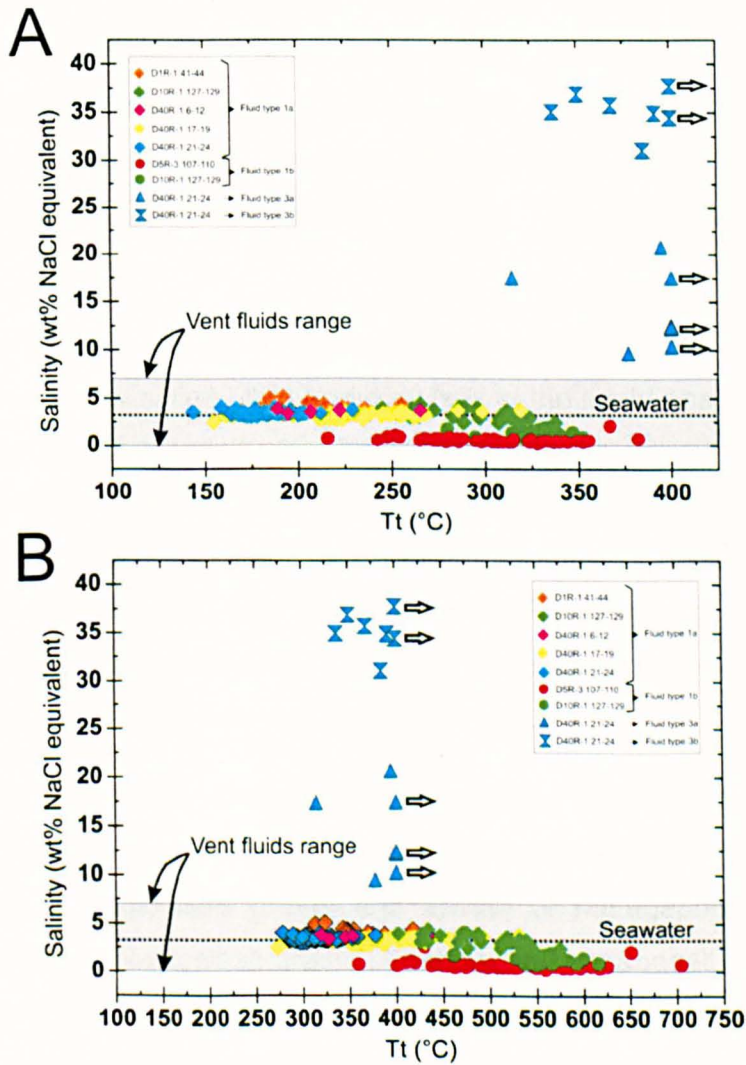 A
Salinity (wt% NaCl equivalent)
40
35
30
25
20
15
10
5
0
D1R-1:41-44
D10R-1:127-129
D40R-1:6-12
D40R-1:17-19
D40R-1:21-24
D5R-3:107-110
D10R-1:127-129
D40R-1:21-24
D40R-1:21-24
Fluid type 1a
Fluid type 1b
Fluid type 3a
Fluid type 3b
Vent fluids range
Seawater
100 150 200 250 300 350 400
Tt (°C)
B
Salinity (wt% NaCl equivalent)
40
35
30
25
20
15
10
5
0
D1R-1:41-44
D10R-1:127-129
D40R-1:6-12
D40R-1:17-19
D40R-1:21-24
D5R-3:107-110
D10R-1:127-129
D40R-1:21-24
D40R-1:21-24
Fluid type 1a
Fluid type 1b
Fluid type 3a
Fluid type 3b
Vent fluids range
Seawater
100 150 200 250 300 350 400 450 500 550 600 650 700 750
Tt (°C)